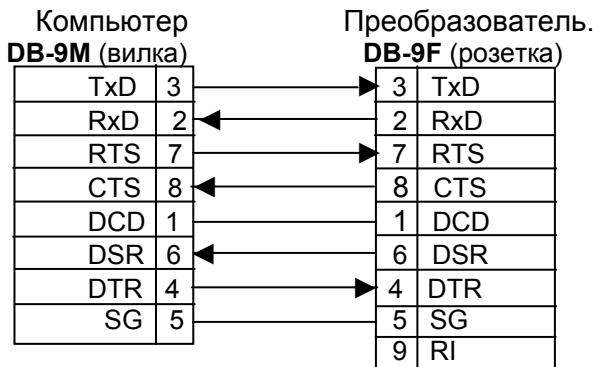 Компьютер Преобразователь.
DB-9M (вилка) DB-9F (розетка)
TxD 3 3 TxD
RxD 2 2 RxD
RTS 7 7 RTS
CTS 8 8 CTS
DCD 1 1 DCD
DSR 6 6 DSR
DTR 4 4 DTR
SG 5 5 SG
9 RI